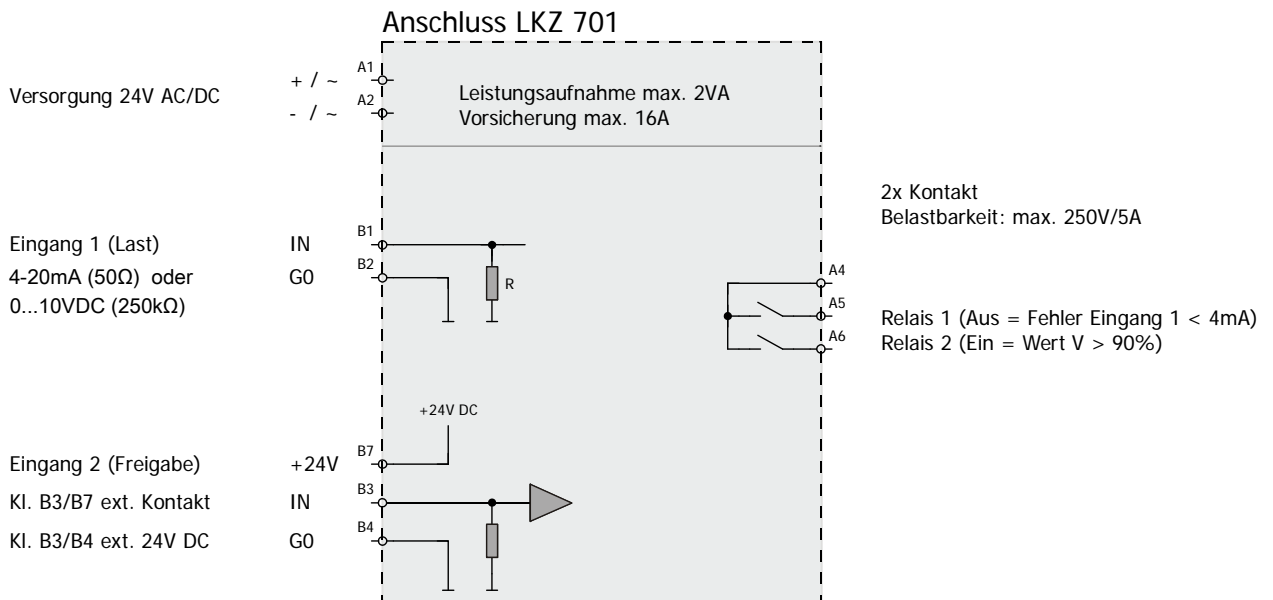 Anschluss LKZ 701
Versorgung 24V AC/DC
+ / ~
A1
- / ~
A2
Leistungsaufnahme max. 2VA
Vorsicherung max. 16A
2x Kontakt
Belastbarkeit: max. 250V/5A
Eingang 1 (Last)
IN
B1
4-20mA (50Ω) oder
G0
B2
0...10VDC (250kΩ)
R
A4
A5
Relais 1 (Aus = Fehler Eingang 1 < 4mA)
A6
Relais 2 (Ein = Wert V > 90%)
+24V DC
Eingang 2 (Freigabe)
+24V
B7
Kl. B3/B7 ext. Kontakt
IN
B3
Kl. B3/B4 ext. 24V DC
G0
B4